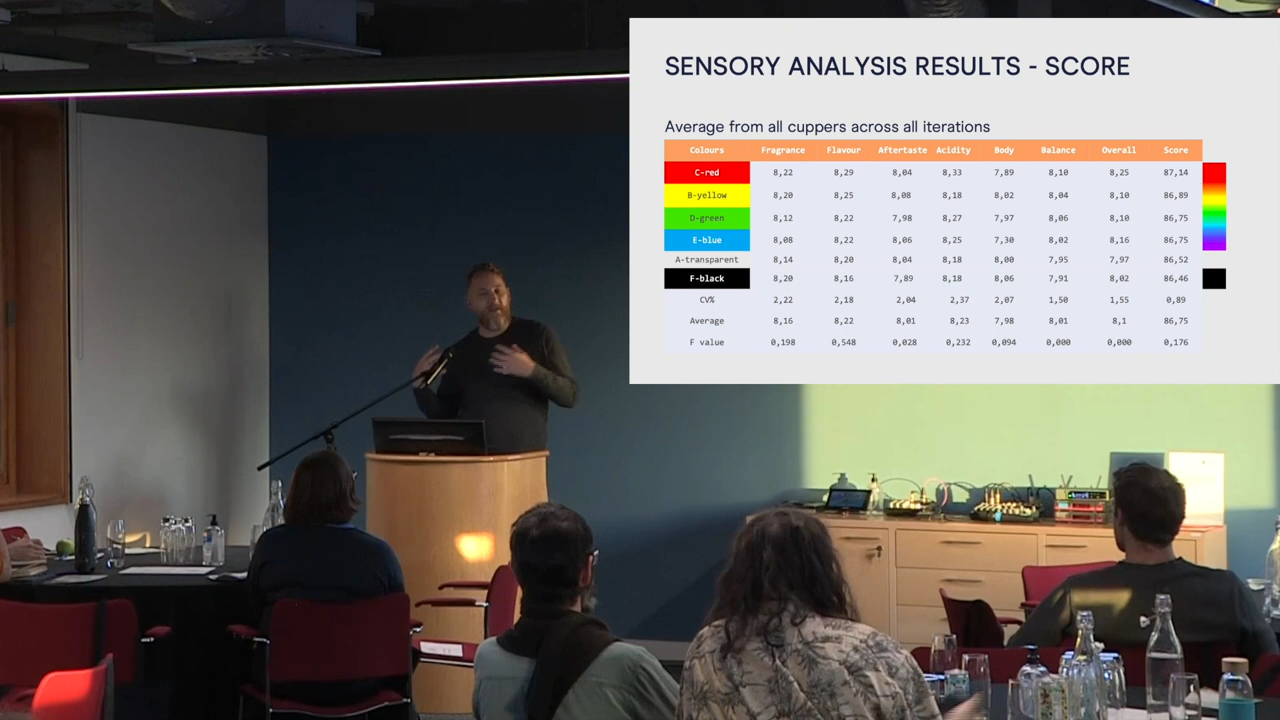 SENSORY ANALYSIS RESULTS - SCORE
Average from all cuppers across all iterations
Colours Fragrance Flavour Aftertaste Acidity Body Balance Overall Score
C-red 8,22 8,29 8,04 8,33 7,89 8,10 8,25 87,14
B-yellow 8,20 8,25 8,08 8,18 8,02 8,04 8,10 86,89
D-green 8,12 8,22 7,98 8,27 7,97 8,06 8,10 86,75
E-blue 8,08 8,22 8,06 8,25 7,30 8,02 8,16 86,75
A-transparent 8,14 8,20 8,04 8,18 8,00 7,95 7,97 86,52
F-black 8,20 8,16 7,89 8,18 8,06 7,91 8,02 86,46
CV% 2,22 2,18 2,04 2,37 2,07 1,50 1,55 0,89
Average 8,16 8,22 8,01 8,23 7,98 8,01 8,1 86,75
F value 0,198 0,548 0,028 0,232 0,094 0,000 0,000 0,176